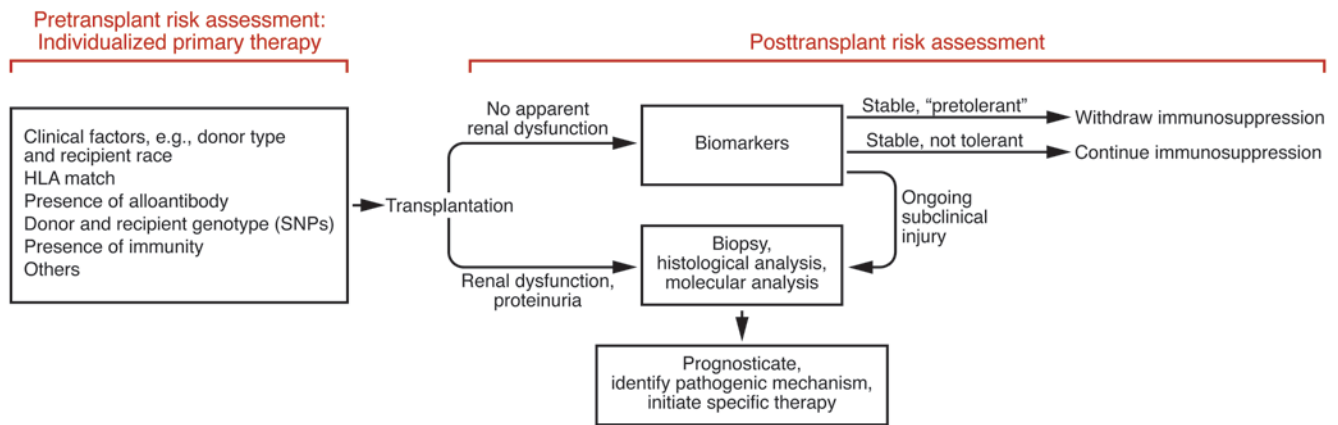 Pretransplant risk assessment:
Individualized primary therapy
Posttransplant risk assessment
Clinical factors, e.g., donor type
and recipient race
HLA match
Presence of alloantibody
Donor and recipient genotype (SNPs)
Presence of immunity
Others
Transplantation
No apparent
renal dysfunction
Renal dysfunction,
proteinuria
Biomarkers
Stable, “pretolerant”
Withdraw immunosuppression
Stable, not tolerant
Continue immunosuppression
Ongoing
subclinical
injury
Biopsy,
histological analysis,
molecular analysis
Prognosticate,
identify pathogenic mechanism,
initiate specific therapy